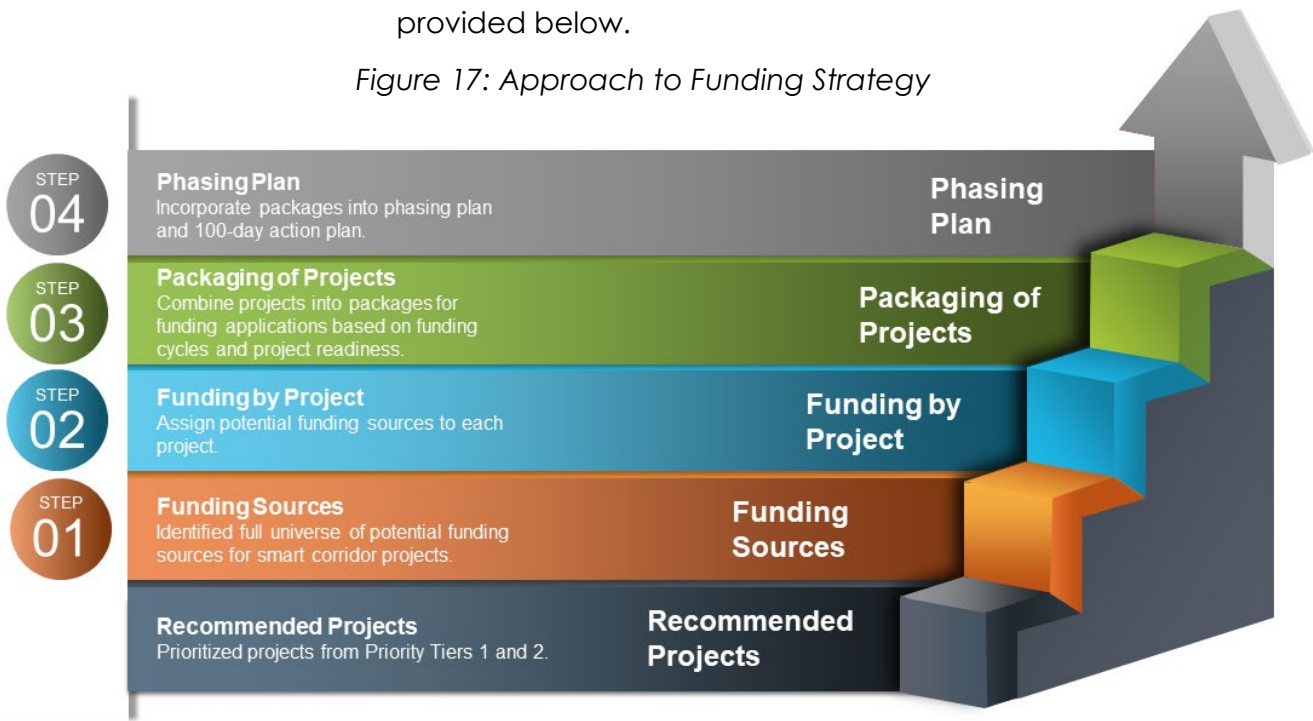 provided below.
Figure 17: Approach to Funding Strategy
STEP
04
Phasing Plan
Incorporate packages into phasing plan
and 100-day action plan.
Phasing
Plan
STEP
03
Packaging of Projects
Combine projects into packages for
funding applications based on funding
cycles and project readiness.
Packaging of
Projects
STEP
02
Funding by Project
Assign potential funding sources to each
project.
Funding by
Project
STEP
01
Funding Sources
Identified full universe of potential funding
sources for smart corridor projects.
Funding
Sources
Recommended Projects
Prioritized projects from Priority Tiers 1 and 2.
Recommended
Projects